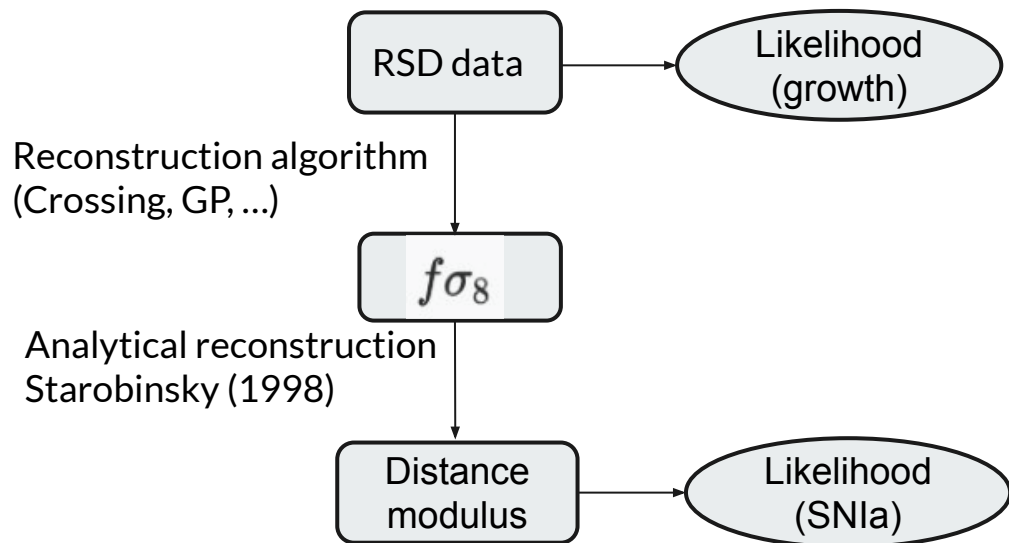 RSD data
Likelihood
(growth)
Reconstruction algorithm
(Crossing, GP, ...)
fσ₈
Analytical reconstruction
Starobinsky (1998)
Distance
modulus
Likelihood
(SNIa)